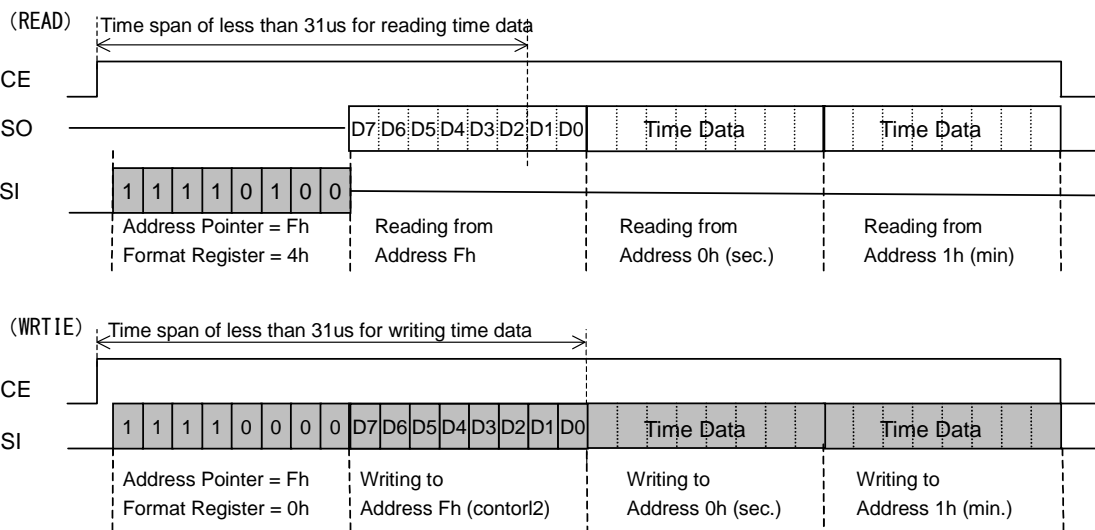 (READ)
Time span of less than 31us for reading time data
CE
SO
D7 D6 D5 D4 D3 D2 D1 D0 Time Data Time Data
SI
1 1 1 1 0 1 0 0
Address Pointer = Fh
Format Register = 4h
Reading from
Address Fh
Reading from
Address 0h (sec.)
Reading from
Address 1h (min)
(WRTIE)
Time span of less than 31us for writing time data
CE
SI
1 1 1 1 0 0 0 0 D7 D6 D5 D4 D3 D2 D1 D0 Time Data Time Data
Address Pointer = Fh
Format Register = 0h
Writing to
Address Fh (contorl2)
Writing to
Address 0h (sec.)
Writing to
Address 1h (min.)